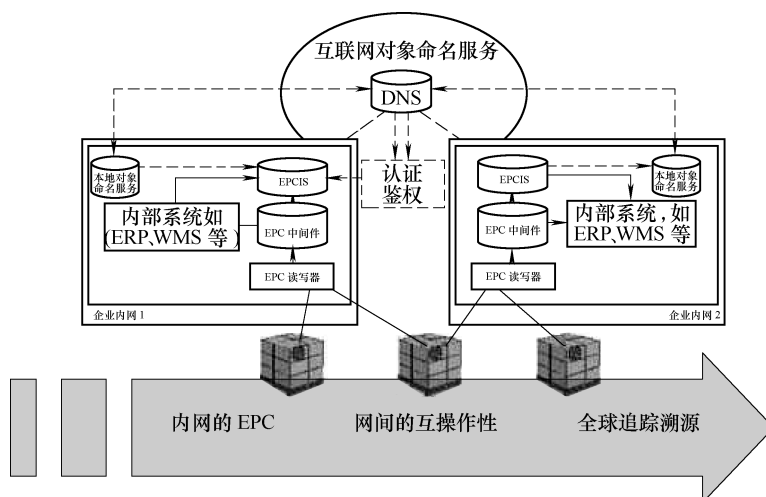 互联网对象命名服务
DNS
本地对象
命名服务
EPCIS
认证
鉴权
内部系统如
(ERP、WMS 等)
EPC 中间件
EPC 读写器
企业内网 1
EPCIS
本地对象
命名服务
EPC 中间件
内部系统，如
ERP、WMS 等
EPC 读写器
企业内网 2
内网的 EPC
网间的互操作性
全球追踪溯源